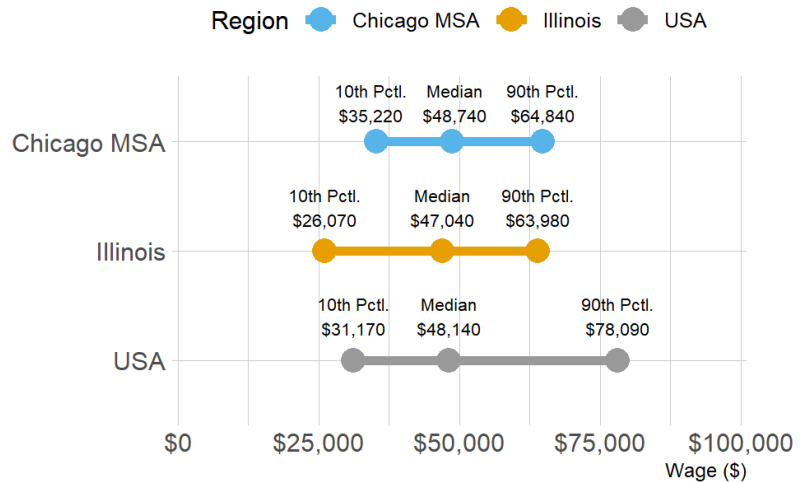 Region Chicago MSA Illinois USA
10th Pctl. Median 90th Pctl.
$35,220 $48,740 $64,840
Chicago MSA
10th Pctl. Median 90th Pctl.
$26,070 $47,040 $63,980
Illinois
10th Pctl. Median 90th Pctl.
$31,170 $48,140 $78,090
USA
$0 $25,000 $50,000 $75,000 $100,000
Wage ($)